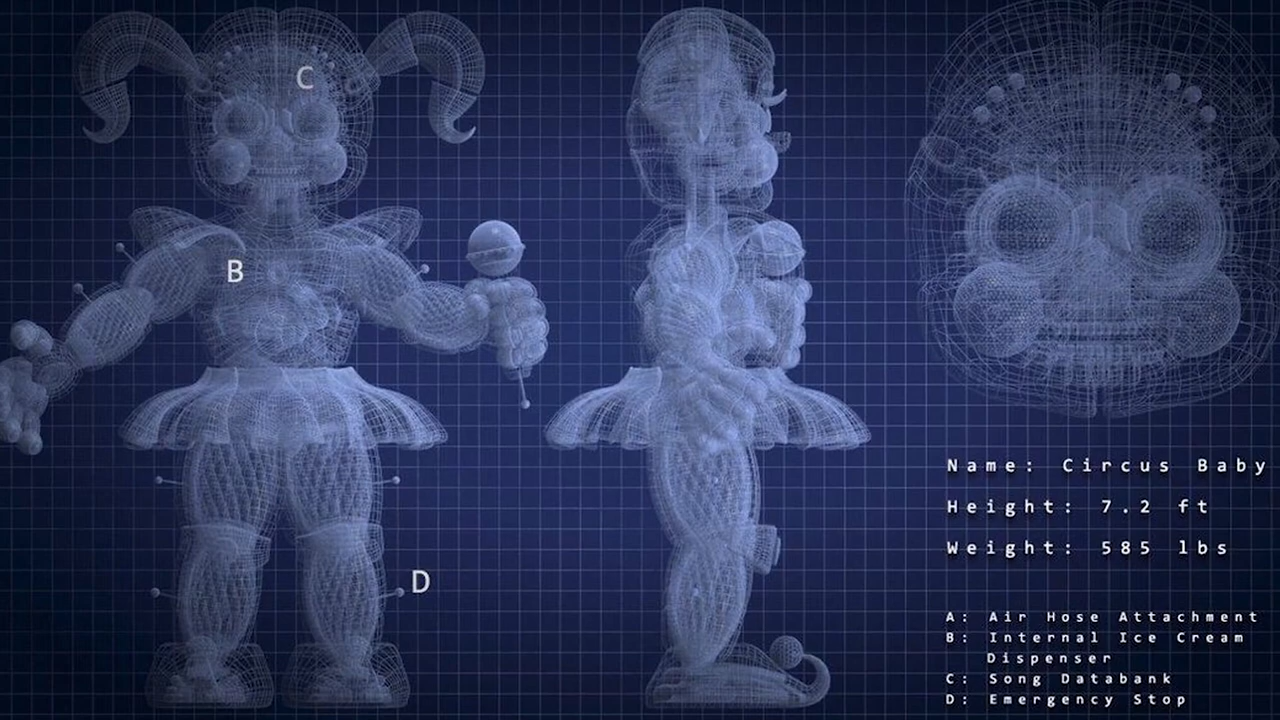 C
B
D
Name: Circus Baby
Height: 7.2 ft
Weight: 585 lbs
A: Air Hose Attachment
B: Internal Ice Cream
Dispenser
C: Song Databank
D: Emergency Stop